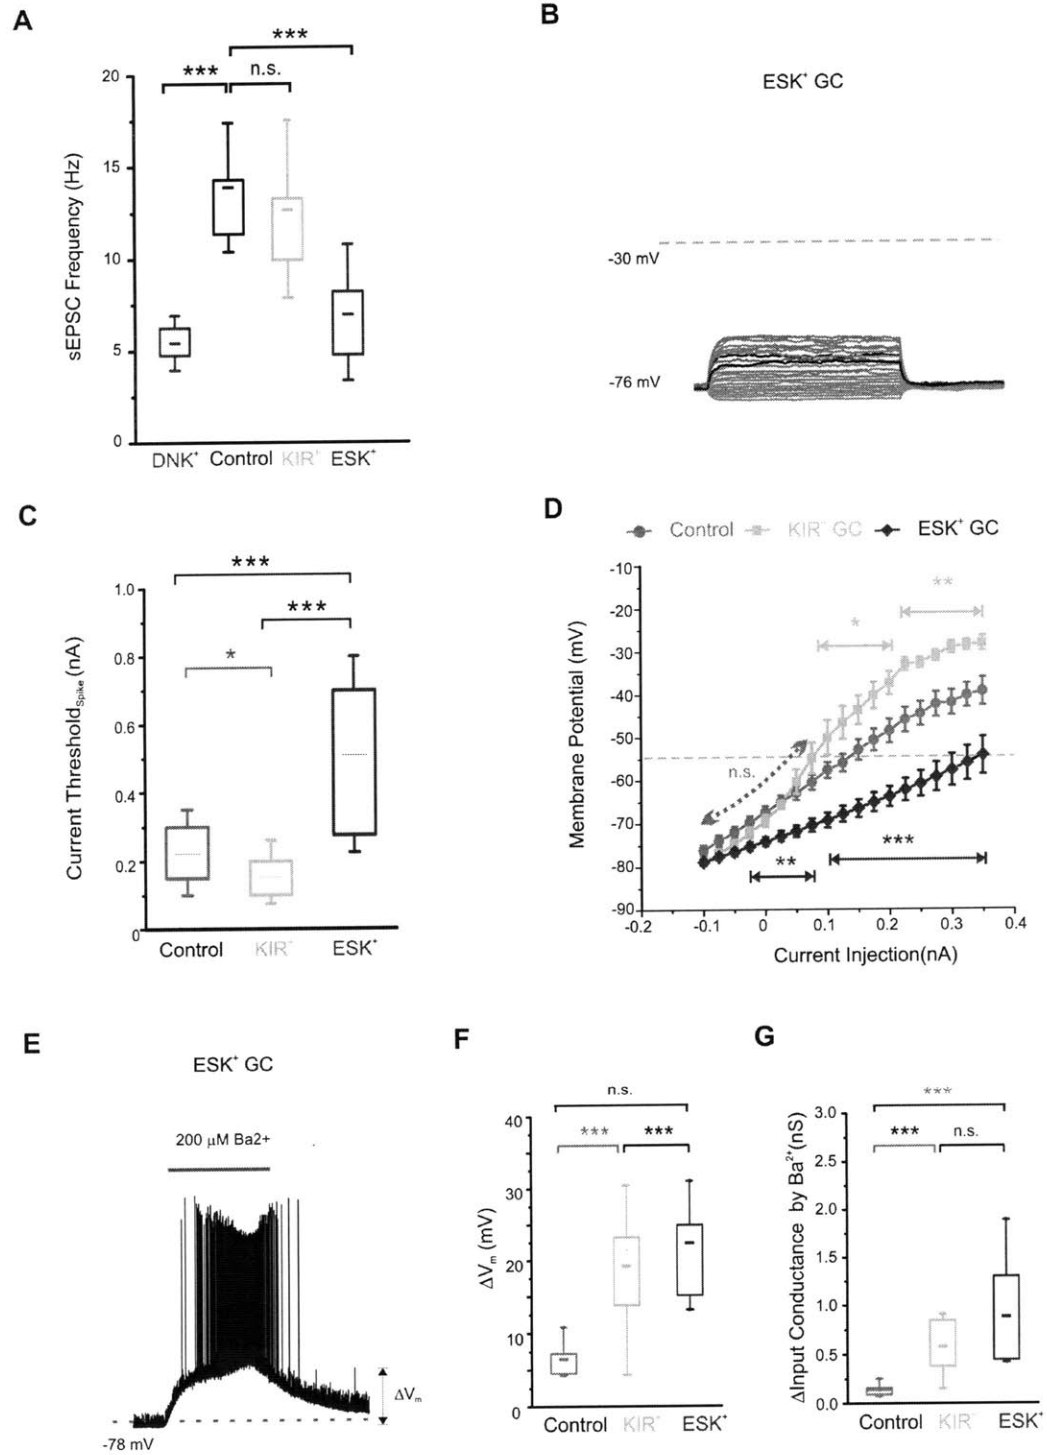 A
***
***
n.s.
20
15
10
5
0
sEPSC Frequency (Hz)
DNK⁺ Control KIR⁺ ESK⁺
B
ESK⁺ GC
-30 mV
-76 mV
C
***
***
*
1.0
0.8
0.6
0.4
0.2
0
Current Threshold_Spike (nA)
Control KIR⁻ ESK⁺
D
Control KIR⁻ GC ESK⁺ GC
-10
-20
-30
-40
-50
-60
-70
-80
-90
Membrane Potential (mV)
**
*
n.s.
***
**
-0.2 -0.1 0 0.1 0.2 0.3 0.4
Current Injection(nA)
E
ESK⁺ GC
200 μM Ba2+
ΔVₘ
-78 mV
F
n.s.
*** ***
40
30
20
10
0
ΔVₘ (mV)
Control KIR⁻ ESK⁺
G
***
*** n.s.
3.0
2.5
2.0
1.5
1.0
0.5
0.0
ΔInput Conductance by Ba²⁺(nS)
Control KIR⁻ ESK⁺